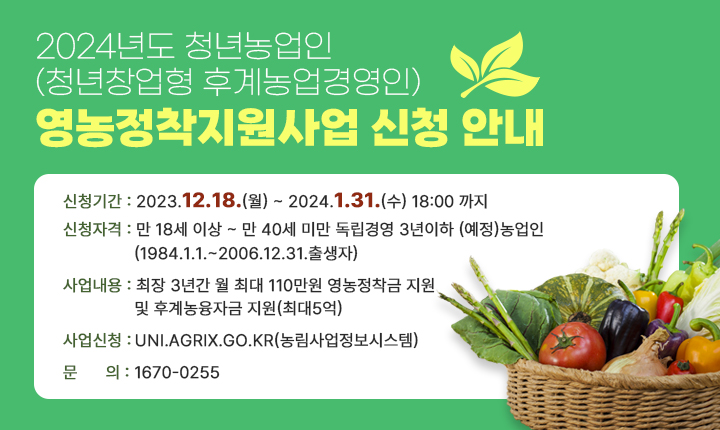 2024년도 청년농업인
(청년창업형 후계농업경영인)
영농정착지원사업 신청 안내
신청기간 : 2023.12.18.(월) ~ 2024.1.31.(수) 18:00 까지
신청자격 : 만 18세 이상 ~ 만 40세 미만 독립경영 3년이하 (예정)농업인
(1984.1.1.~2006.12.31.출생자)
사업내용 : 최장 3년간 월 최대 110만원 영농정착금 지원
및 후계농융자금 지원(최대5억)
사업신청 : UNI.AGRIX.GO.KR(농림사업정보시스템)
문 의 : 1670-0255